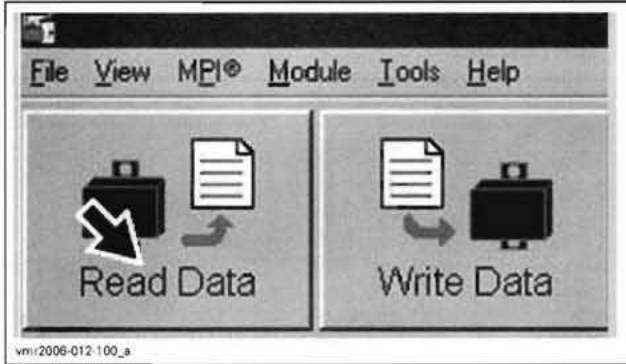 File View MPI® Module Tools Help
Read Data
Write Data
vmr2006-012-100_a